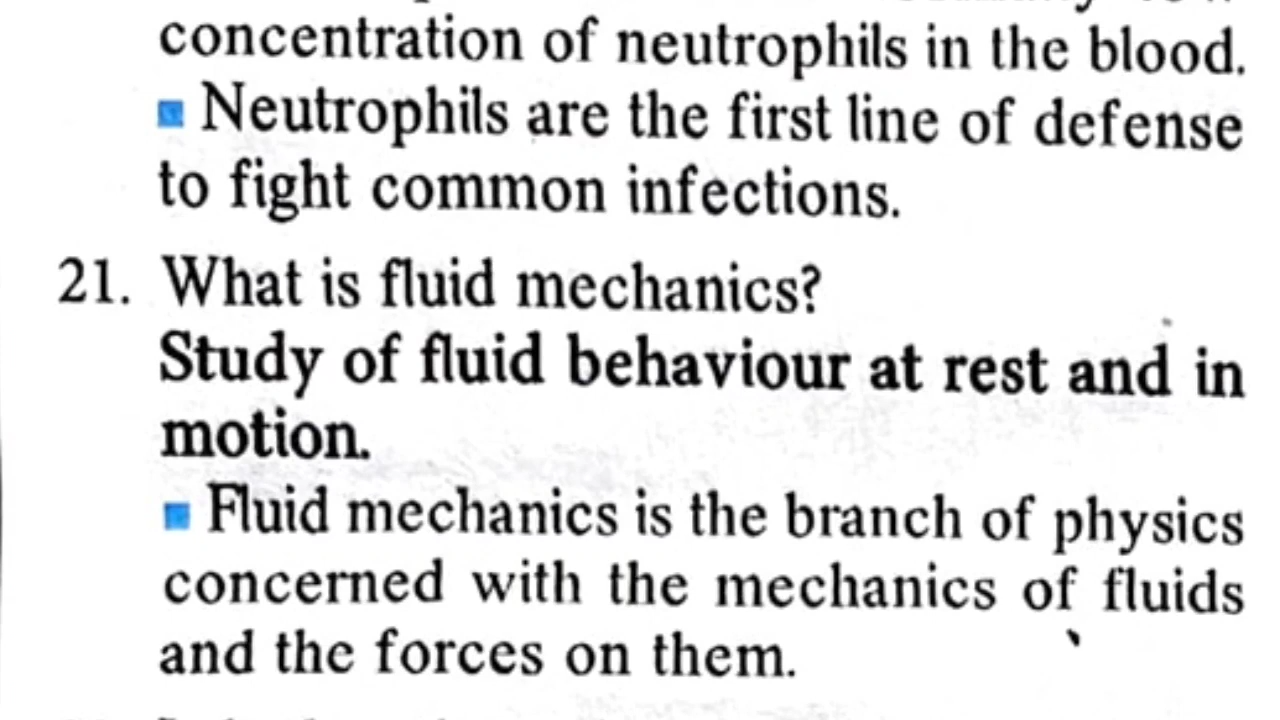 concentration of neutrophils in the blood.
▪ Neutrophils are the first line of defense
to fight common infections.
21. What is fluid mechanics?
Study of fluid behaviour at rest and in
motion.
▪ Fluid mechanics is the branch of physics
concerned with the mechanics of fluids
and the forces on them.